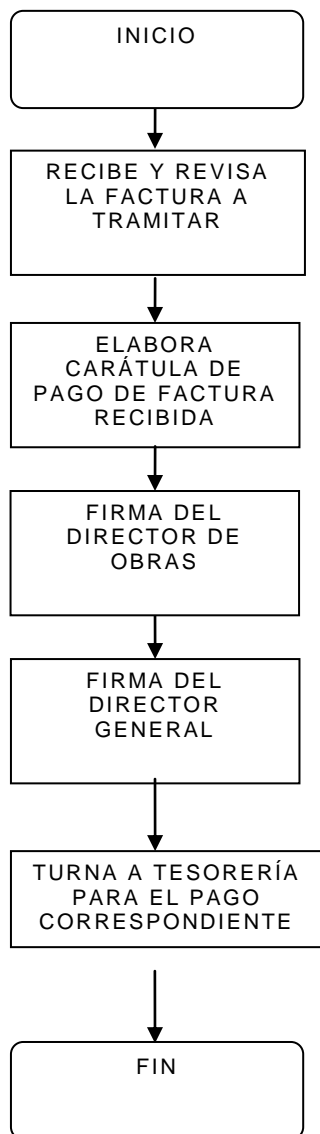 INICIO
RECIBE Y REVISA
LA FACTURA A
TRAMITAR
ELABORA
CARÁTULA DE
PAGO DE FACTURA
RECIBIDA
FIRMA DEL
DIRECTOR DE
OBRAS
FIRMA DEL
DIRECTOR
GENERAL
TURNA A TESORERÍA
PARA EL PAGO
CORRESPONDIENTE
FIN